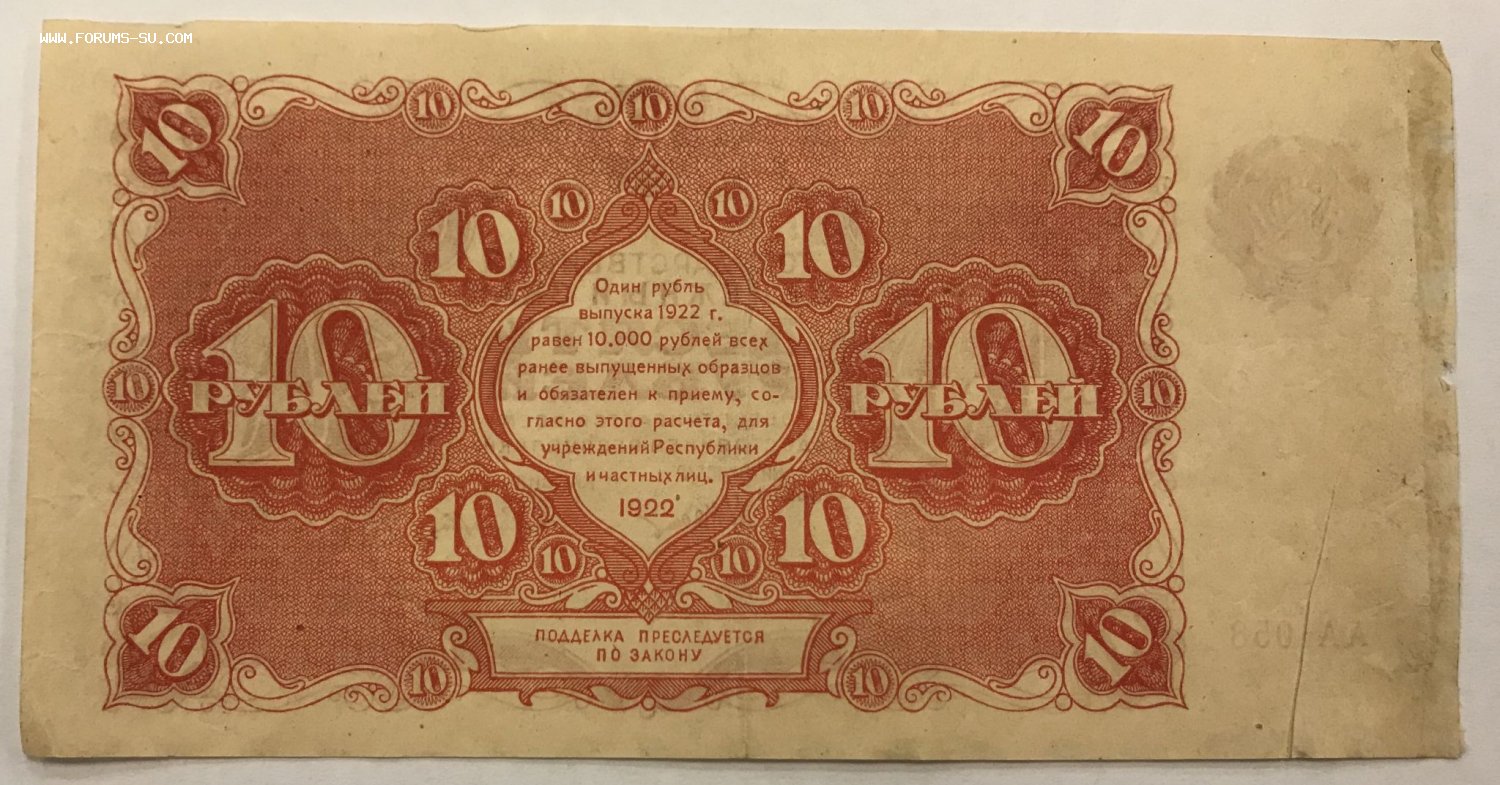 WWW.FORUMS-SU.COM
10 10 10 10 10
10 10 10 10
Один рубль
выпуска 1922 г.
равен 10.000 рублей всех
ранее выпущенных образцов
и обязателен к приему, со-
гласно этого расчета, для
учреждений Республики
и частных лиц.
1922
10 РУБЛЕЙ
10 РУБЛЕЙ
10 10
10 10 10 10
ПОДДЕЛКА ПРЕСЛЕДУЕТСЯ
ПО ЗАКОНУ
10 10 10 10